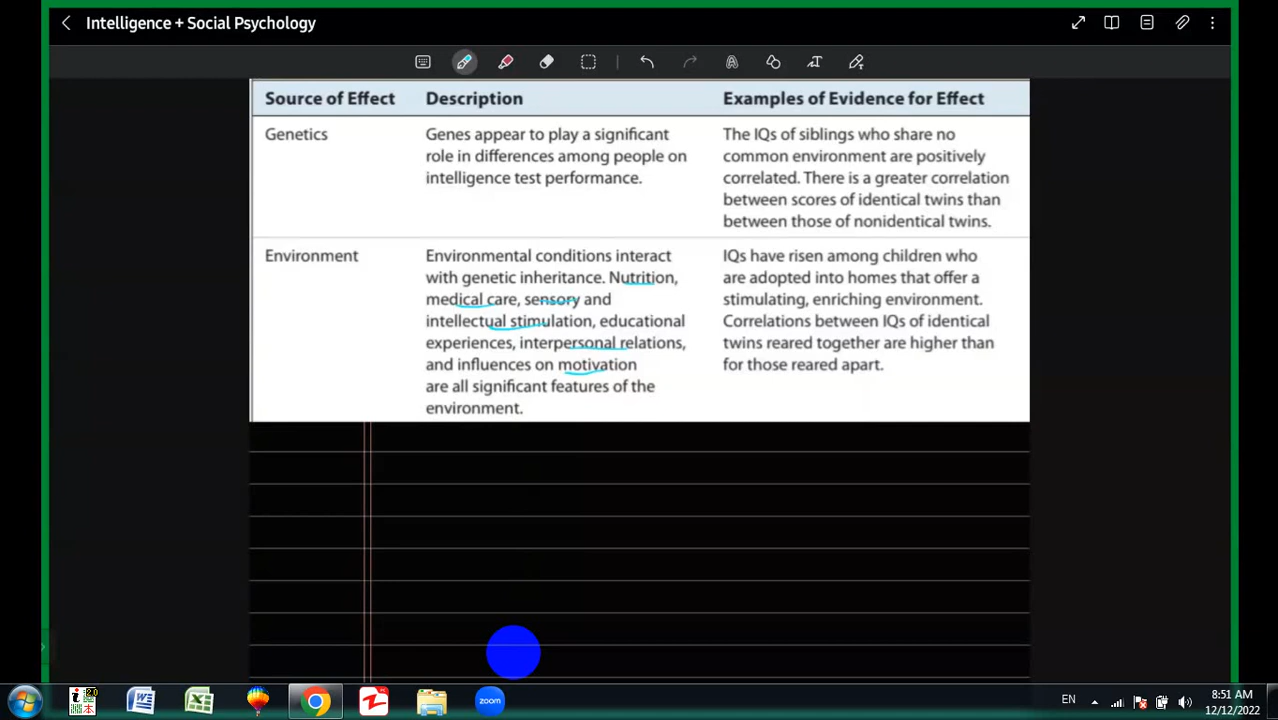 Intelligence + Social Psychology
Source of Effect Description Examples of Evidence for Effect
Genetics
Genes appear to play a significant
role in differences among people on
intelligence test performance.
The IQs of siblings who share no
common environment are positively
correlated. There is a greater correlation
between scores of identical twins than
between those of nonidentical twins.
Environment
Environmental conditions interact
with genetic inheritance. Nutrition,
medical care, sensory and
intellectual stimulation, educational
experiences, interpersonal relations,
and influences on motivation
are all significant features of the
environment.
IQs have risen among children who
are adopted into homes that offer a
stimulating, enriching environment.
Correlations between IQs of identical
twins reared together are higher than
for those reared apart.
zoom
EN
8:51 AM
12/12/2022